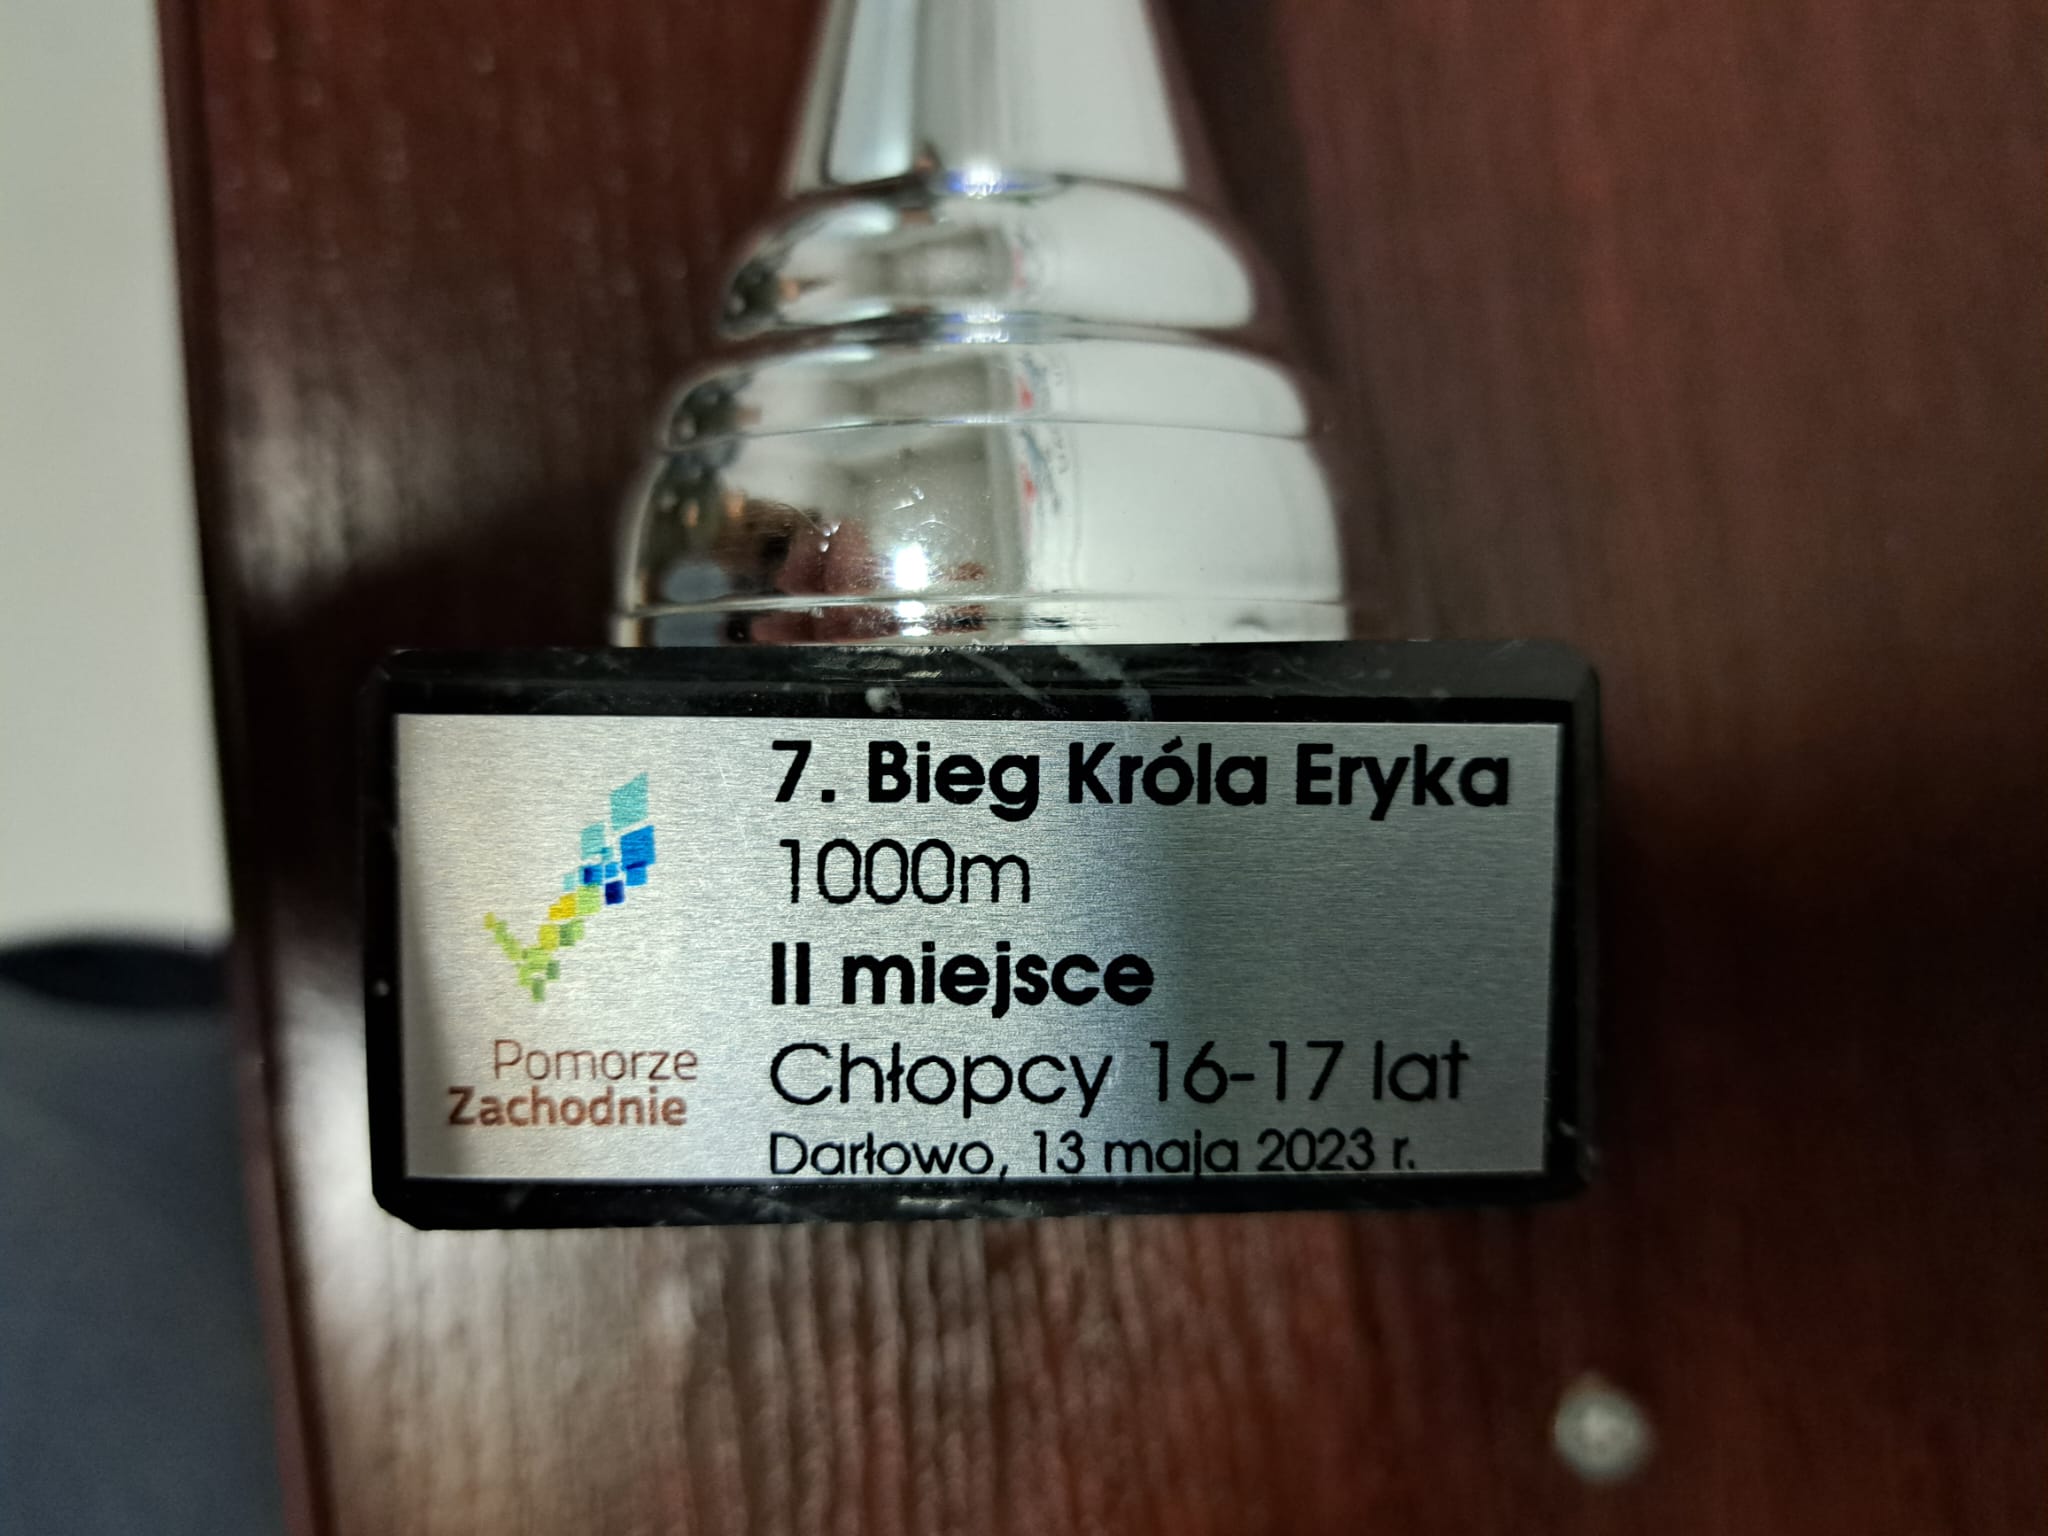 7. Bieg Króla Eryka
1000m
II miejsce
Chłopcy 16-17 lat
Darłowo, 13 maja 2023 r.
Pomorze
Zachodnie